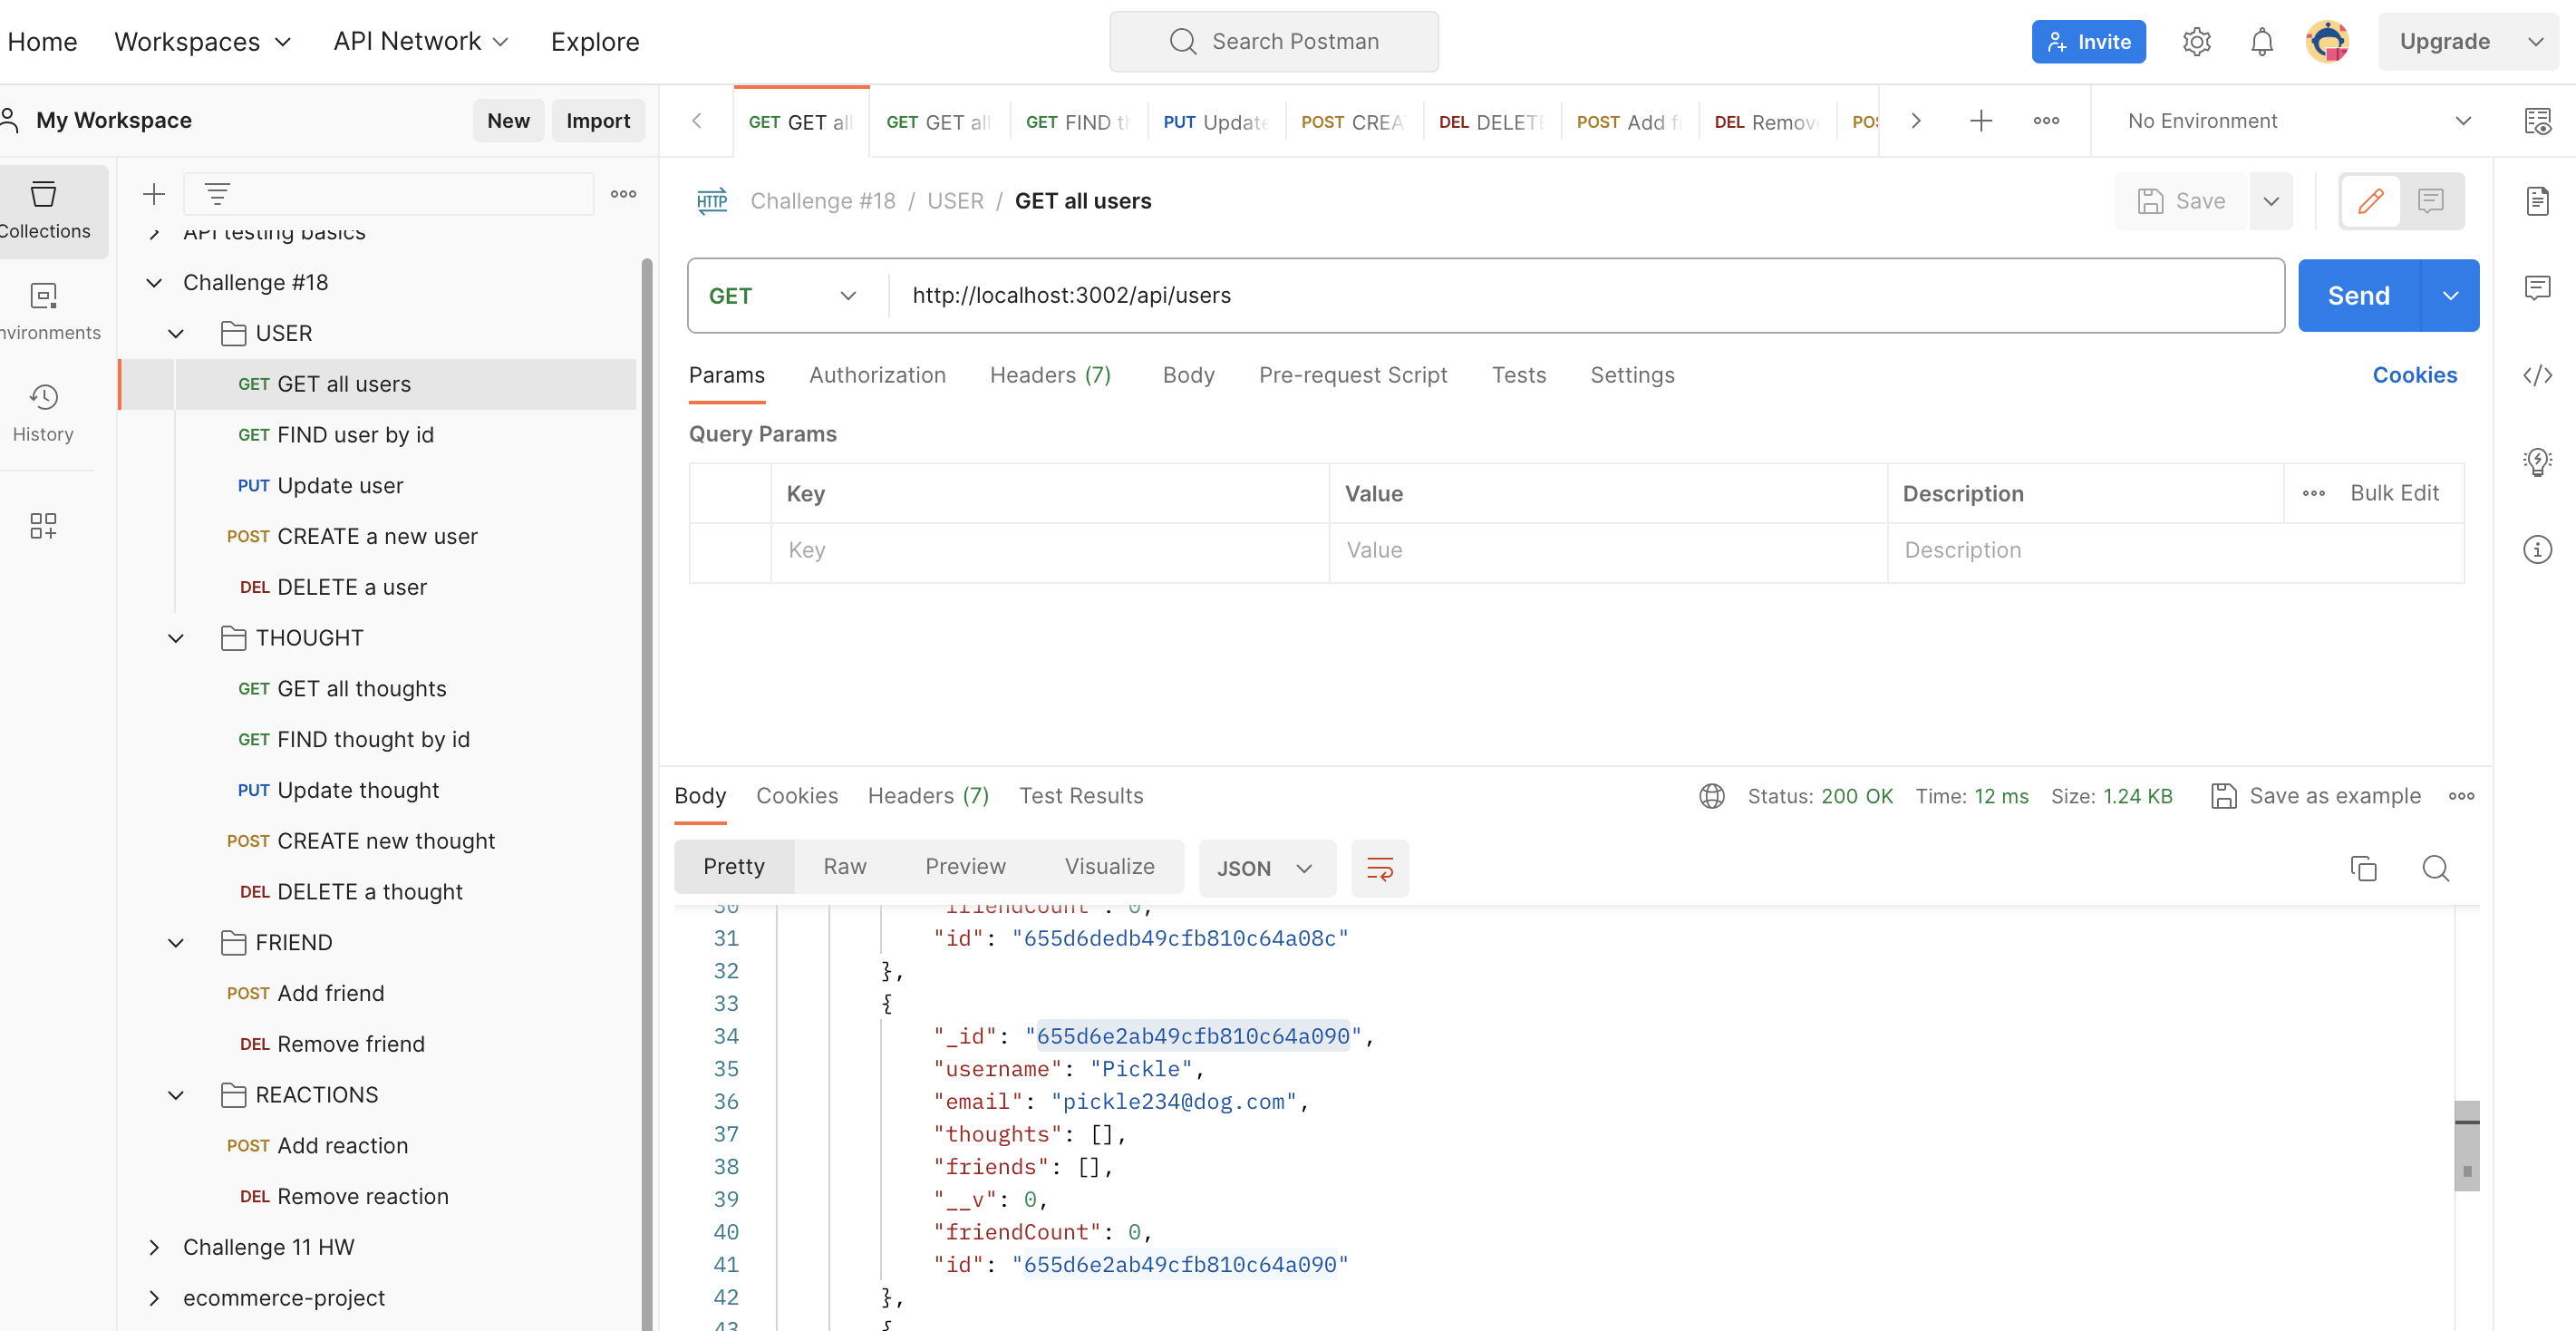 Home Workspaces API Network Explore Search Postman Invite Upgrade
My Workspace New Import
GET GET all GET GET all GET FIND th PUT Update POST CREA DEL DELETE POST Add fr DEL Remove POS No Environment
Collections
nvironments
History
API testing basics
Challenge #18
USER
GET GET all users
GET FIND user by id
PUT Update user
POST CREATE a new user
DEL DELETE a user
THOUGHT
GET GET all thoughts
GET FIND thought by id
PUT Update thought
POST CREATE new thought
DEL DELETE a thought
FRIEND
POST Add friend
DEL Remove friend
REACTIONS
POST Add reaction
DEL Remove reaction
Challenge 11 HW
ecommerce-project
HTTP Challenge #18 / USER / GET all users Save
GET http://localhost:3002/api/users Send
Params Authorization Headers (7) Body Pre-request Script Tests Settings Cookies
Query Params
Key Value Description Bulk Edit
Key Value Description
Body Cookies Headers (7) Test Results Status: 200 OK Time: 12 ms Size: 1.24 KB Save as example
Pretty Raw Preview Visualize JSON
30 "friendCount": 0,
31 "id": "655d6dedb49cfb810c64a08c"
32 },
33 {
34 "_id": "655d6e2ab49cfb810c64a090",
35 "username": "Pickle",
36 "email": "pickle234@dog.com",
37 "thoughts": [],
38 "friends": [],
39 "__v": 0,
40 "friendCount": 0,
41 "id": "655d6e2ab49cfb810c64a090"
42 },
43 {